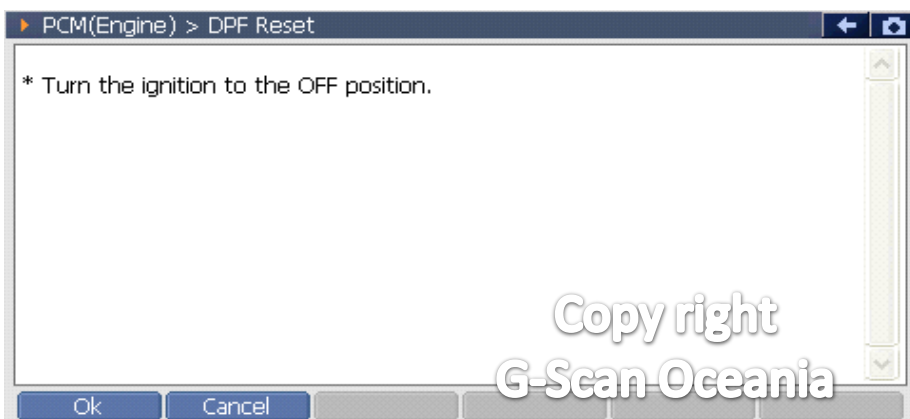 PCM(Engine) > DPF Reset
* Turn the ignition to the OFF position.
Copy right
G-Scan Oceania
Ok Cancel